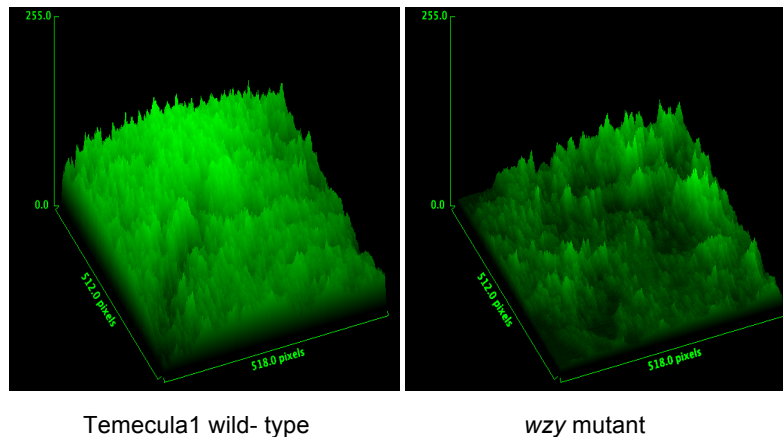 255.0
0.0
512.0 pixels
518.0 pixels
255.0
0.0
512.0 pixels
518.0 pixels
Temecula1 wild- type
wzy mutant